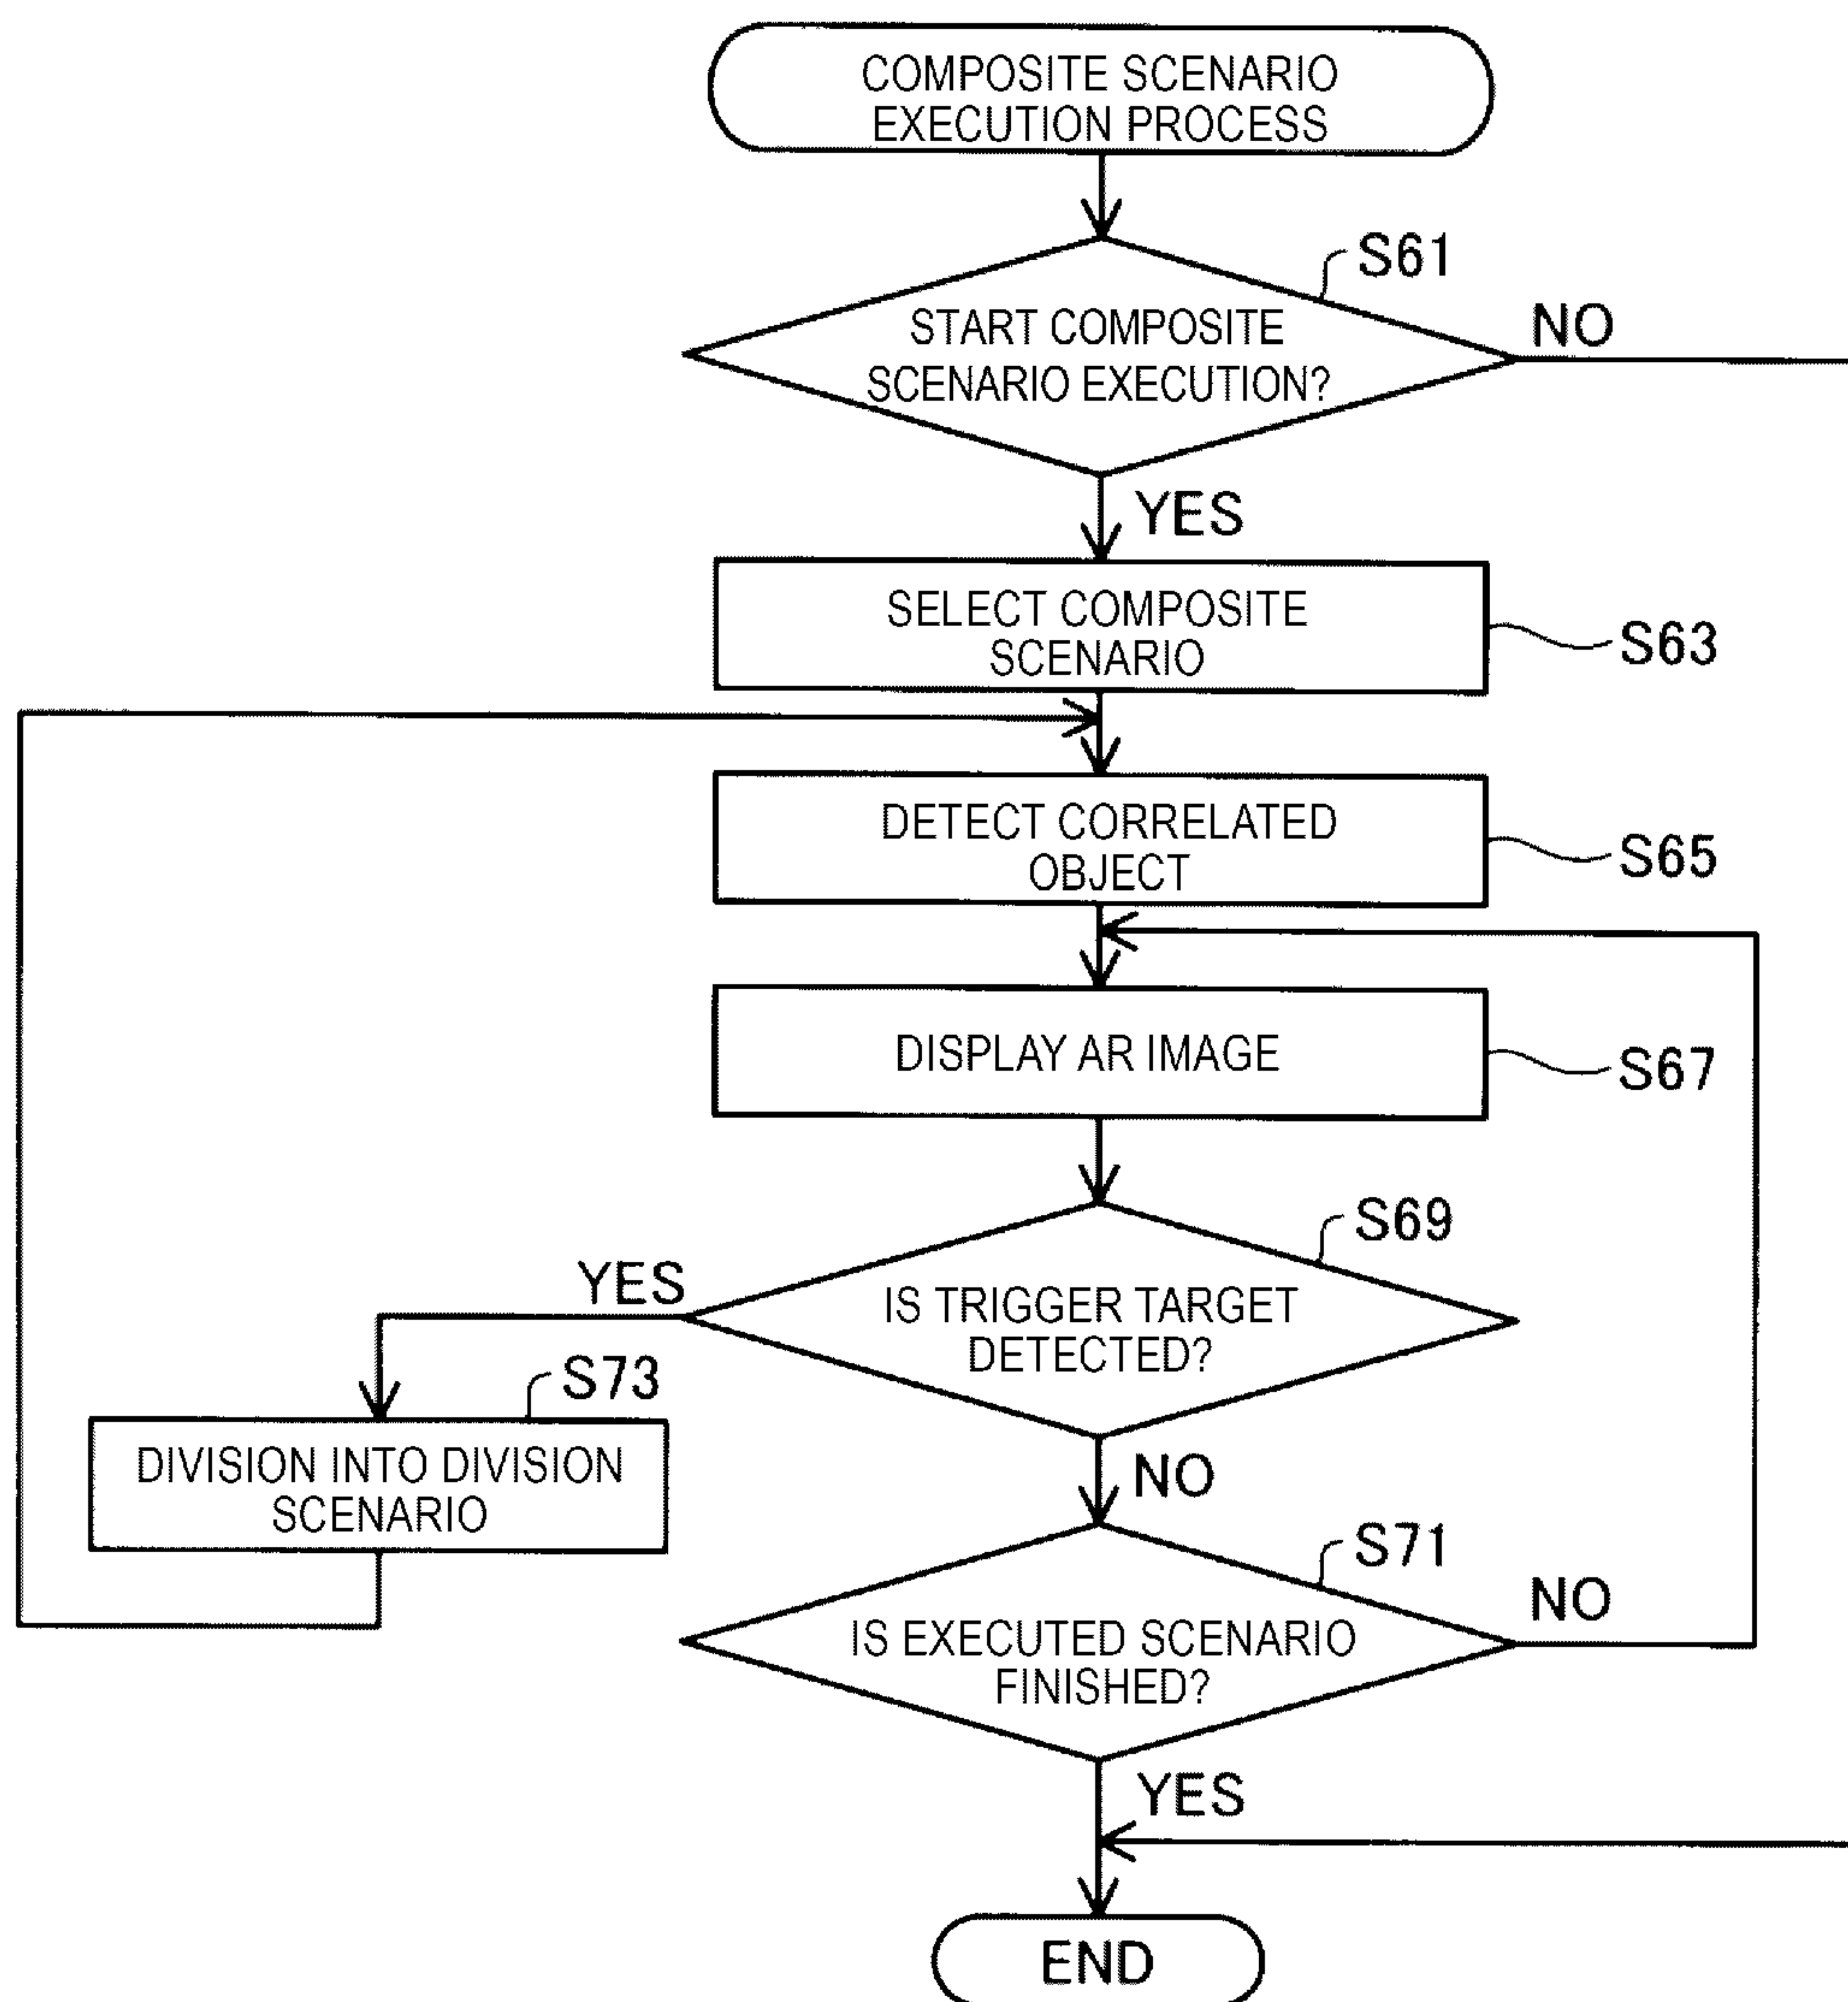 COMPOSITE SCENARIO
EXECUTION PROCESS
S61
START COMPOSITE
SCENARIO EXECUTION?
NO
YES
SELECT COMPOSITE
SCENARIO
S63
DETECT CORRELATED
OBJECT
S65
DISPLAY AR IMAGE
S67
S69
YES
IS TRIGGER TARGET
DETECTED?
S73
DIVISION INTO DIVISION
SCENARIO
NO
S71
IS EXECUTED SCENARIO
FINISHED?
NO
YES
END